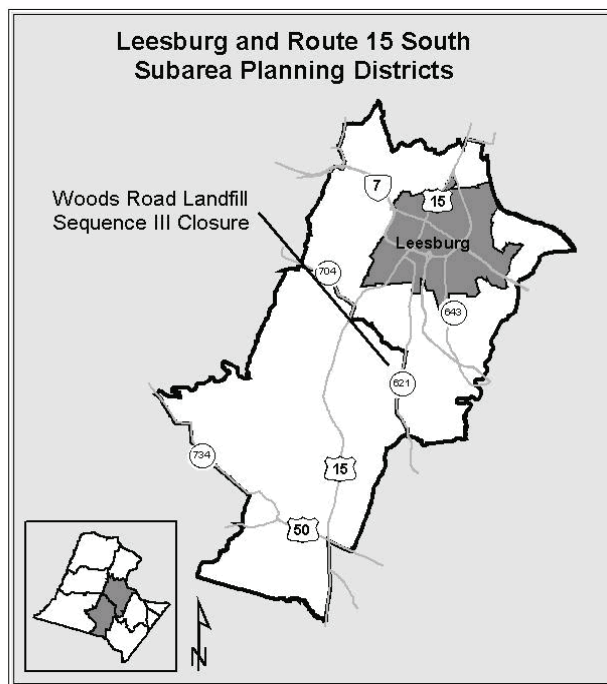 Leesburg and Route 15 South
Subarea Planning Districts
Woods Road Landfill
Sequence III Closure
7
15
Leesburg
704
643
621
734
15
50
N